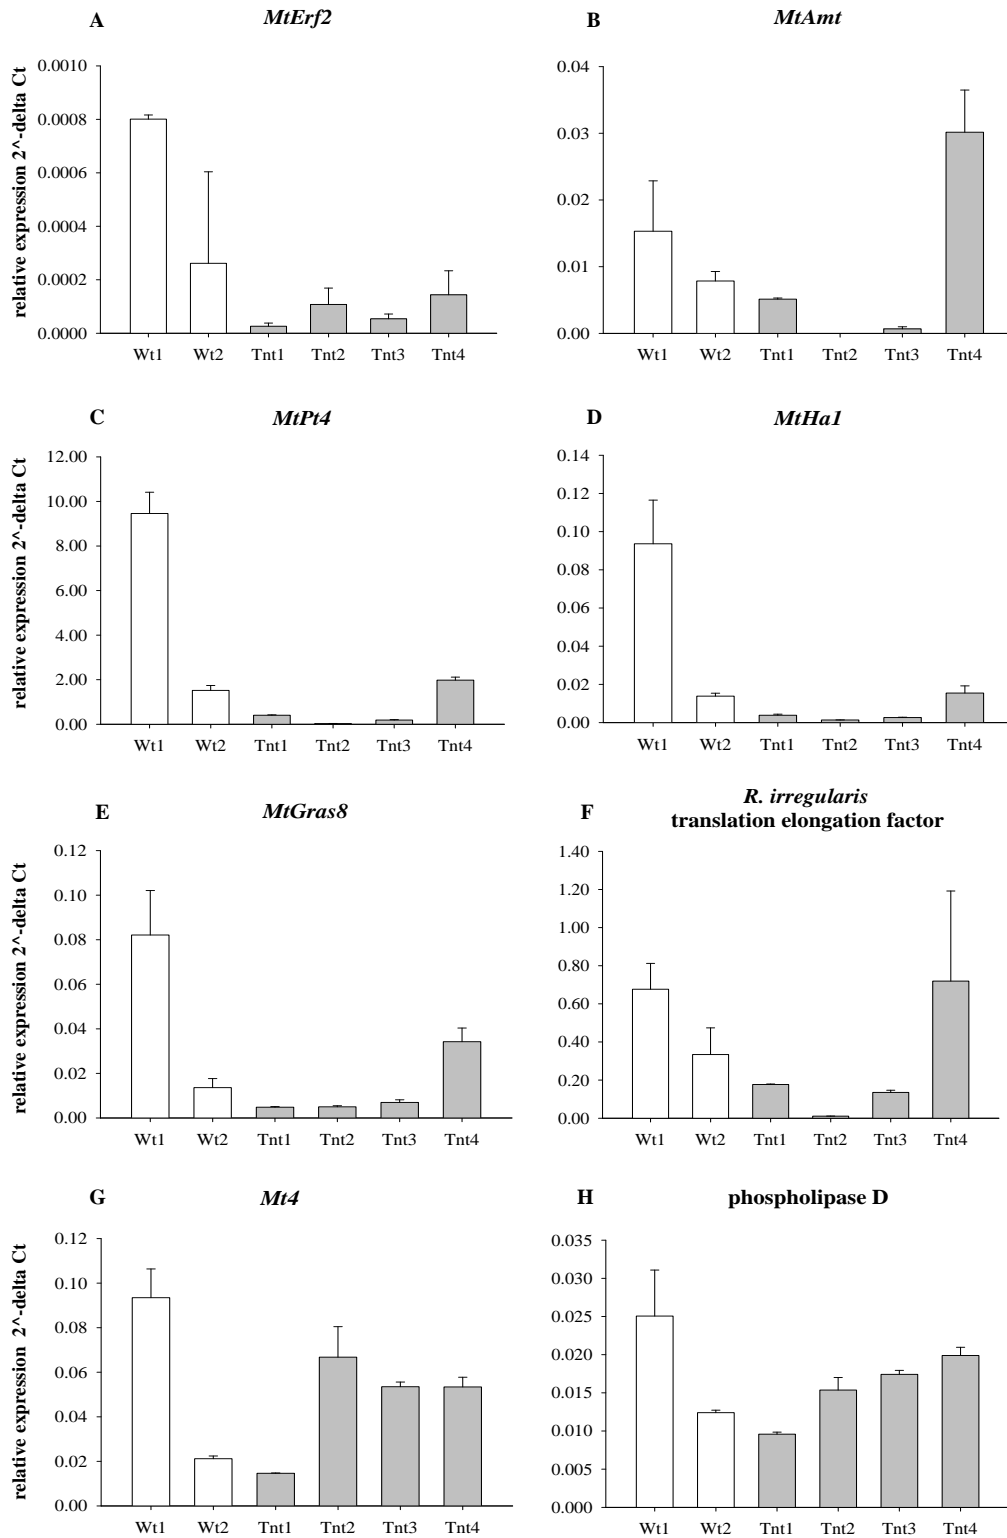 A MtErf2
relative expression 2^-delta Ct
0.0010
0.0008
0.0006
0.0004
0.0002
0.0000
Wt1 Wt2 Tnt1 Tnt2 Tnt3 Tnt4
B MtAmt
0.04
0.03
0.02
0.01
0.00
Wt1 Wt2 Tnt1 Tnt2 Tnt3 Tnt4
C MtPt4
relative expression 2^-delta Ct
12.00
10.00
8.00
6.00
4.00
2.00
0.00
Wt1 Wt2 Tnt1 Tnt2 Tnt3 Tnt4
D MtHa1
0.14
0.12
0.10
0.08
0.06
0.04
0.02
0.00
Wt1 Wt2 Tnt1 Tnt2 Tnt3 Tnt4
E MtGras8
relative expression 2^-delta Ct
0.12
0.10
0.08
0.06
0.04
0.02
0.00
Wt1 Wt2 Tnt1 Tnt2 Tnt3 Tnt4
R. irregularis
F translation elongation factor
1.40
1.20
1.00
0.80
0.60
0.40
0.20
0.00
Wt1 Wt2 Tnt1 Tnt2 Tnt3 Tnt4
G Mt4
relative expression 2^-delta Ct
0.12
0.10
0.08
0.06
0.04
0.02
0.00
Wt1 Wt2 Tnt1 Tnt2 Tnt3 Tnt4
H phospholipase D
0.035
0.030
0.025
0.020
0.015
0.010
0.005
0.000
Wt1 Wt2 Tnt1 Tnt2 Tnt3 Tnt4